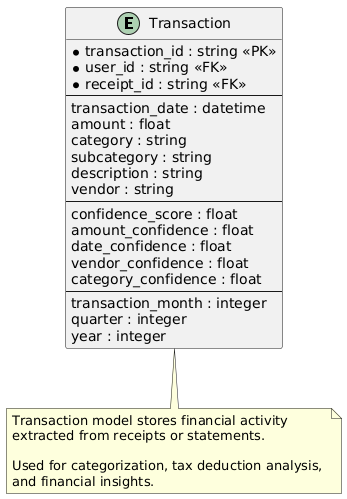 E Transaction
* transaction_id : string «PK»
* user_id : string «FK»
* receipt_id : string «FK»
transaction_date : datetime
amount : float
category : string
subcategory : string
description : string
vendor : string
confidence_score : float
amount_confidence : float
date_confidence : float
vendor_confidence : float
category_confidence : float
transaction_month : integer
quarter : integer
year : integer
Transaction model stores financial activity
extracted from receipts or statements.
Used for categorization, tax deduction analysis,
and financial insights.